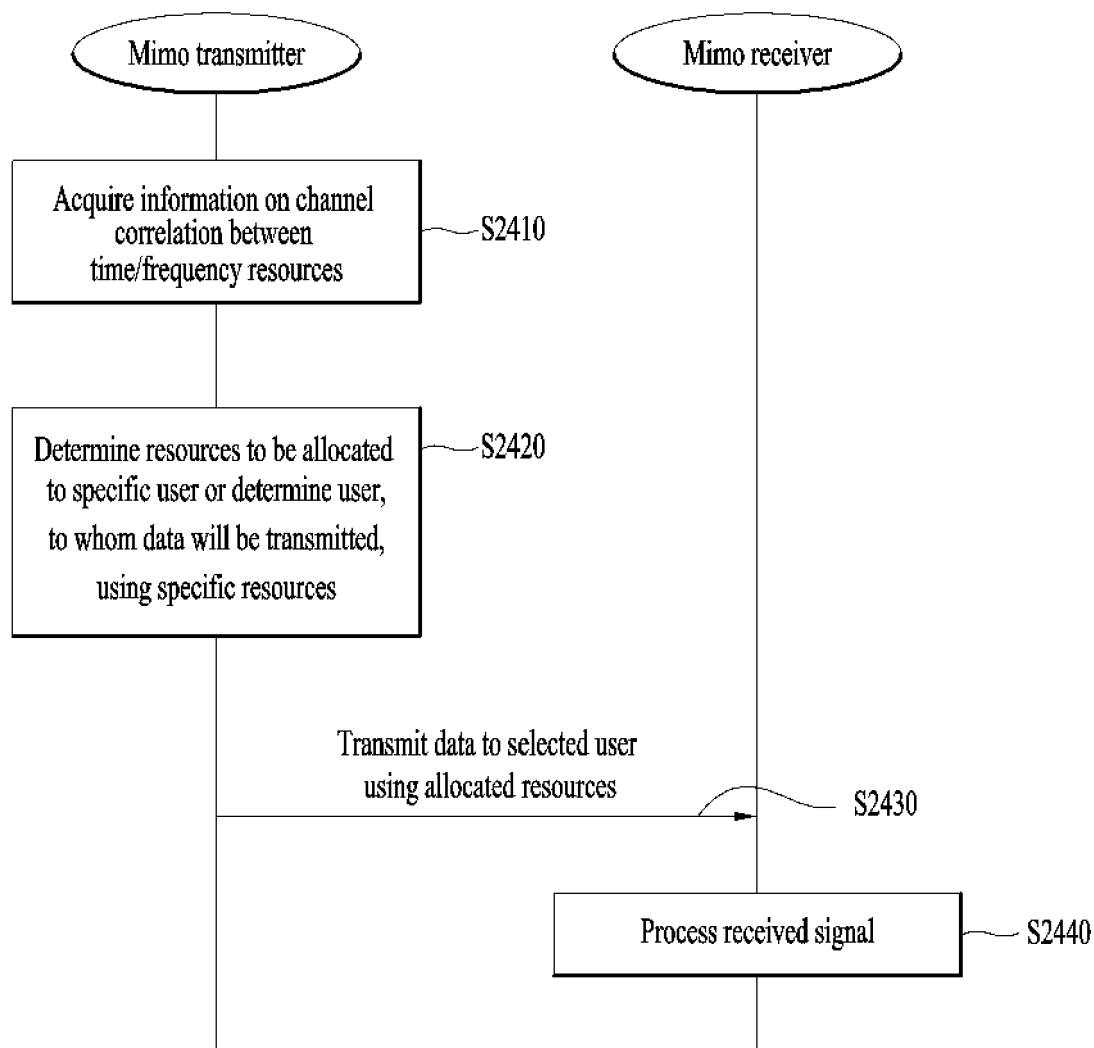 Mimo transmitter
Mimo receiver
Acquire information on channel
correlation between
time/frequency resources
S2410
Determine resources to be allocated
to specific user or determine user,
to whom data will be transmitted,
using specific resources
S2420
Transmit data to selected user
using allocated resources
S2430
Process received signal
S2440